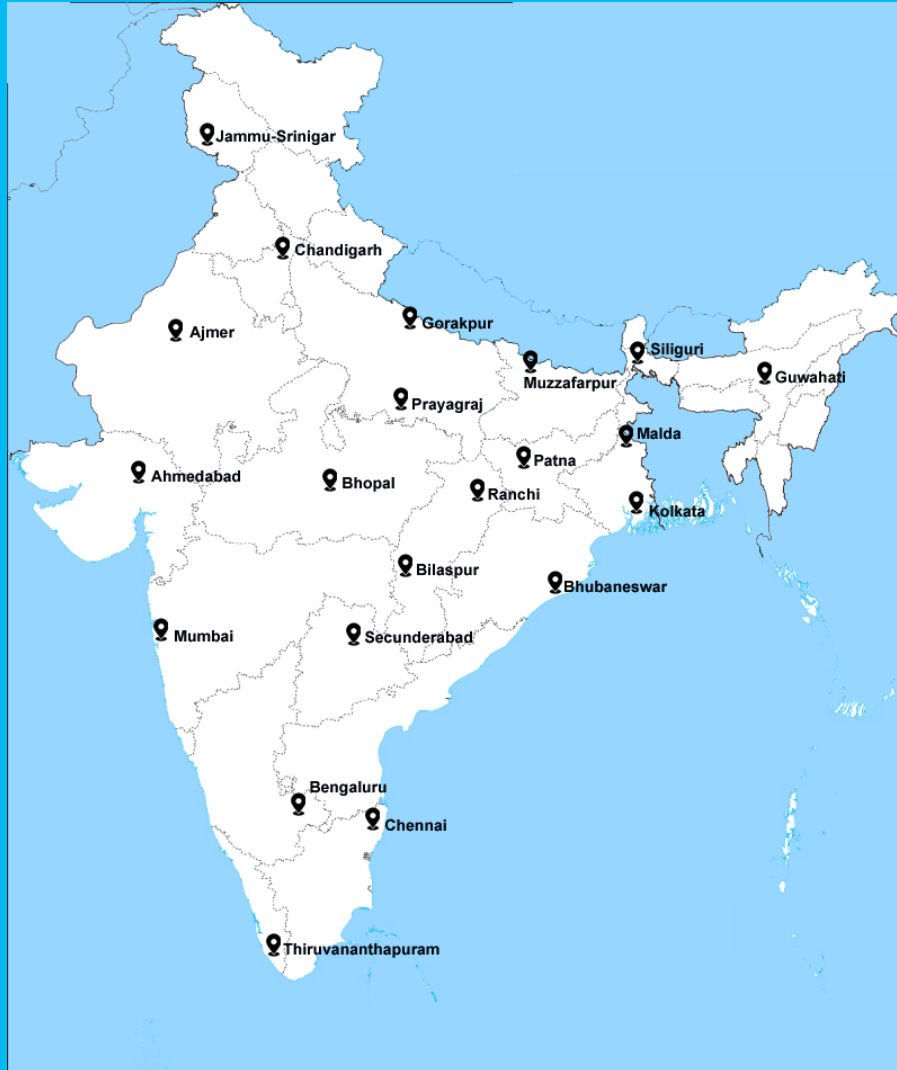 Jammu-Srinigar
Chandigarh
Gorakpur
Ajmer
Siliguri
Muzzafarpur
Guwahati
Prayagraj
Malda
Patna
Ahmedabad
Bhopal
Ranchi
Kolkata
Bilaspur
Bhubaneswar
Mumbai
Secunderabad
Bengaluru
Chennai
Thiruvananthapuram